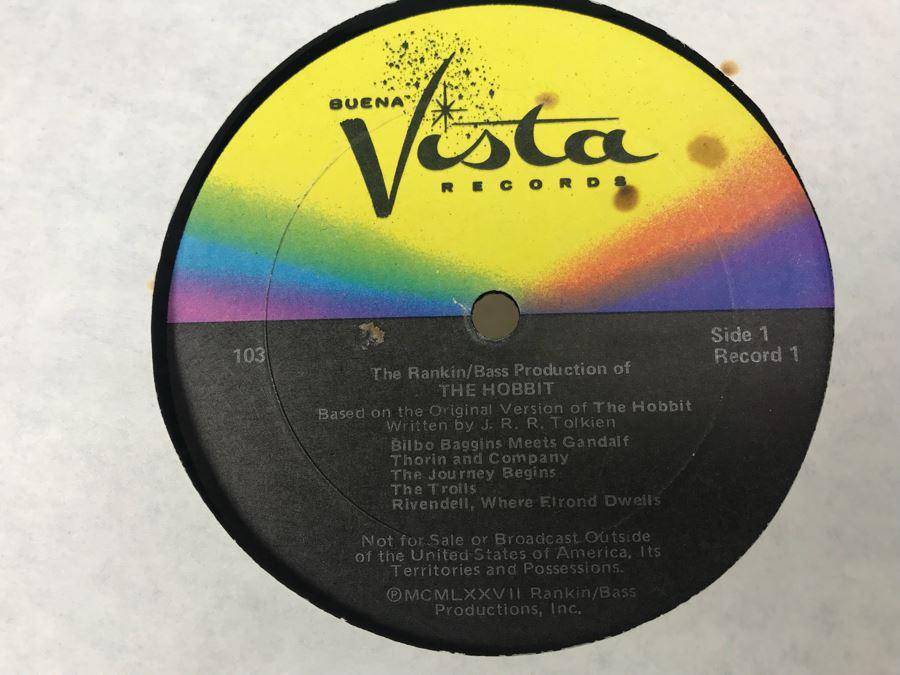 BUENA
Vista
RECORDS
103
Side 1
Record 1
The Rankin/Bass Production of
THE HOBBIT
Based on the Original Version of The Hobbit
Written by J. R. R. Tolkien
Bilbo Baggins Meets Gandalf
Thorin and Company
The Journey Begins
The Trolls
Rivendell, Where Elrond Dwells
Not for Sale or Broadcast Outside
of the United States of America, Its
Territories and Possessions.
ⓅMCMLXXVII Rankin/Bass
Productions, Inc.